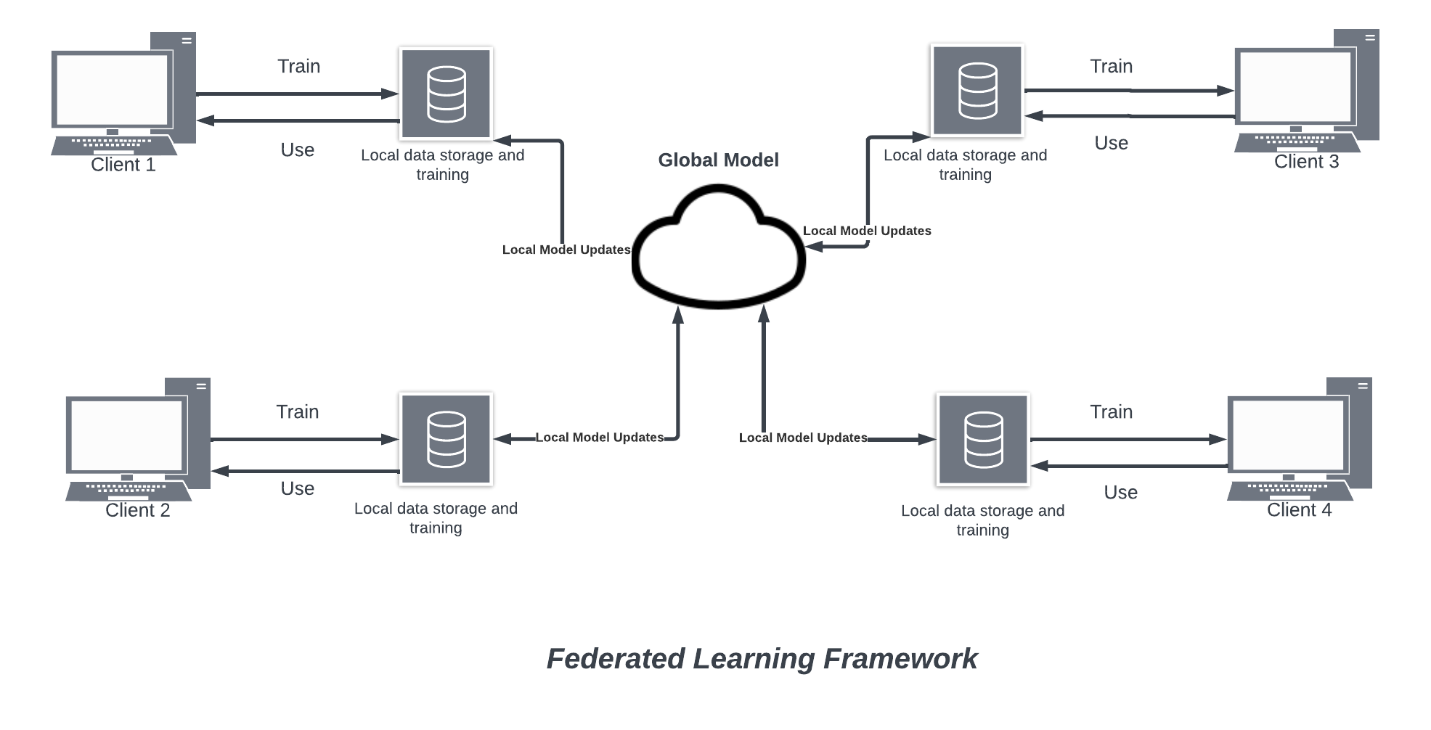 Train
Use
Client 1
Local data storage and
training
Global Model
Train
Use
Local data storage and
training
Client 3
Local Model Updates
Local Model Updates
Train
Use
Client 2
Local data storage and
training
Local Model Updates
Local Model Updates
Train
Use
Local data storage and
training
Client 4
Federated Learning Framework